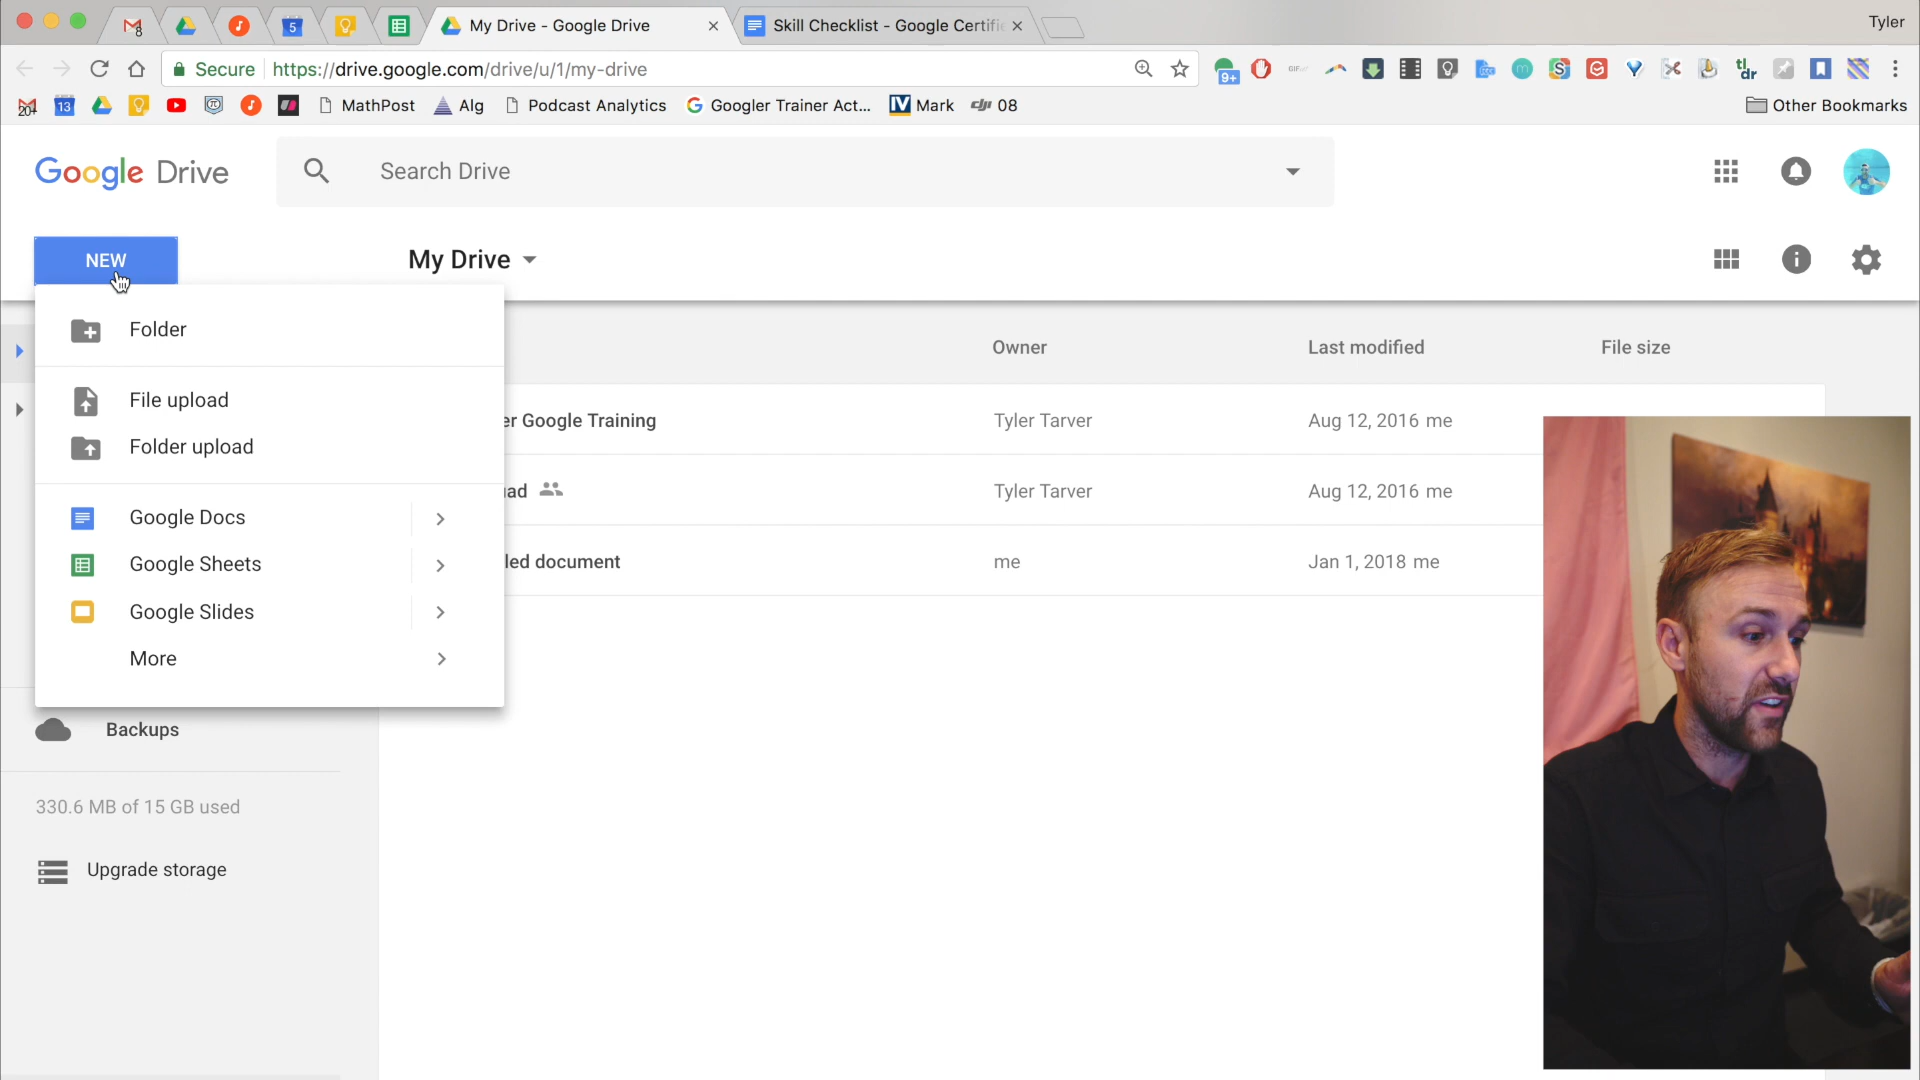 My Drive - Google Drive
Skill Checklist - Google Certifi
Tyler
Secure https://drive.google.com/drive/u/1/my-drive
MathPost
Alg
Podcast Analytics
Googler Trainer Act...
Mark
08
Other Bookmarks
Google Drive
Search Drive
NEW
My Drive
Folder
File upload
Folder upload
Google Docs
Google Sheets
Google Slides
More
Owner
Last modified
File size
er Google Training
Tyler Tarver
Aug 12, 2016 me
uad
Tyler Tarver
Aug 12, 2016 me
led document
me
Jan 1, 2018 me
Backups
330.6 MB of 15 GB used
Upgrade storage